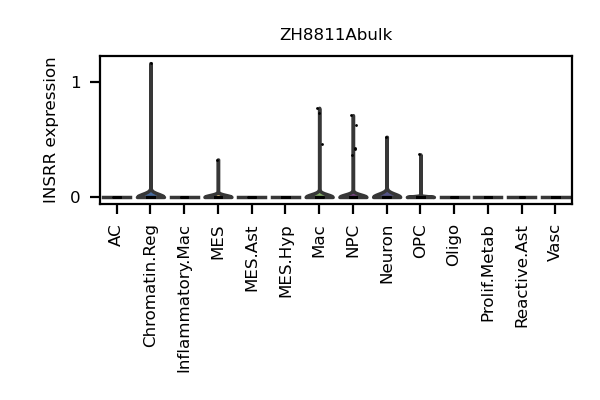 ZH8811Abulk
INSRR expression
1
0
AC
Chromatin.Reg
Inflammatory.Mac
MES
MES.Ast
MES.Hyp
Mac
NPC
Neuron
OPC
Oligo
Prolif.Metab
Reactive.Ast
Vasc